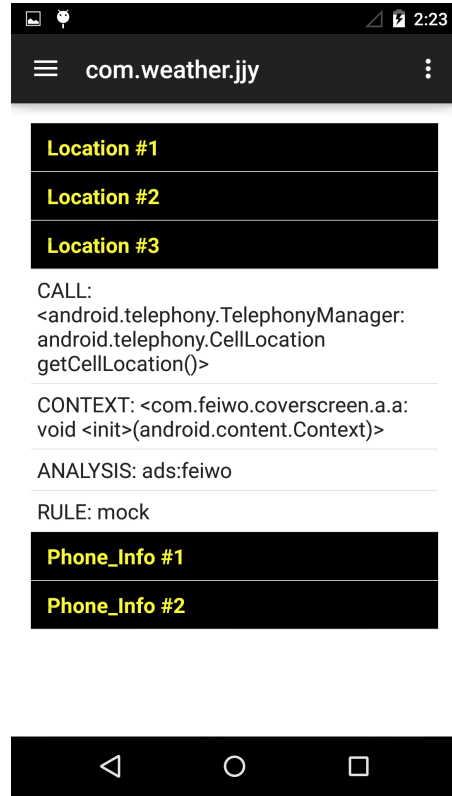 2:23
com.weather.jjy
Location #1
Location #2
Location #3
CALL:
<android.telephony.TelephonyManager:
android.telephony.CellLocation
getCellLocation()>
CONTEXT: <com.feiwo.coverscreen.a.a:
void <init>(android.content.Context)>
ANALYSIS: ads:feiwo
RULE: mock
Phone_Info #1
Phone_Info #2